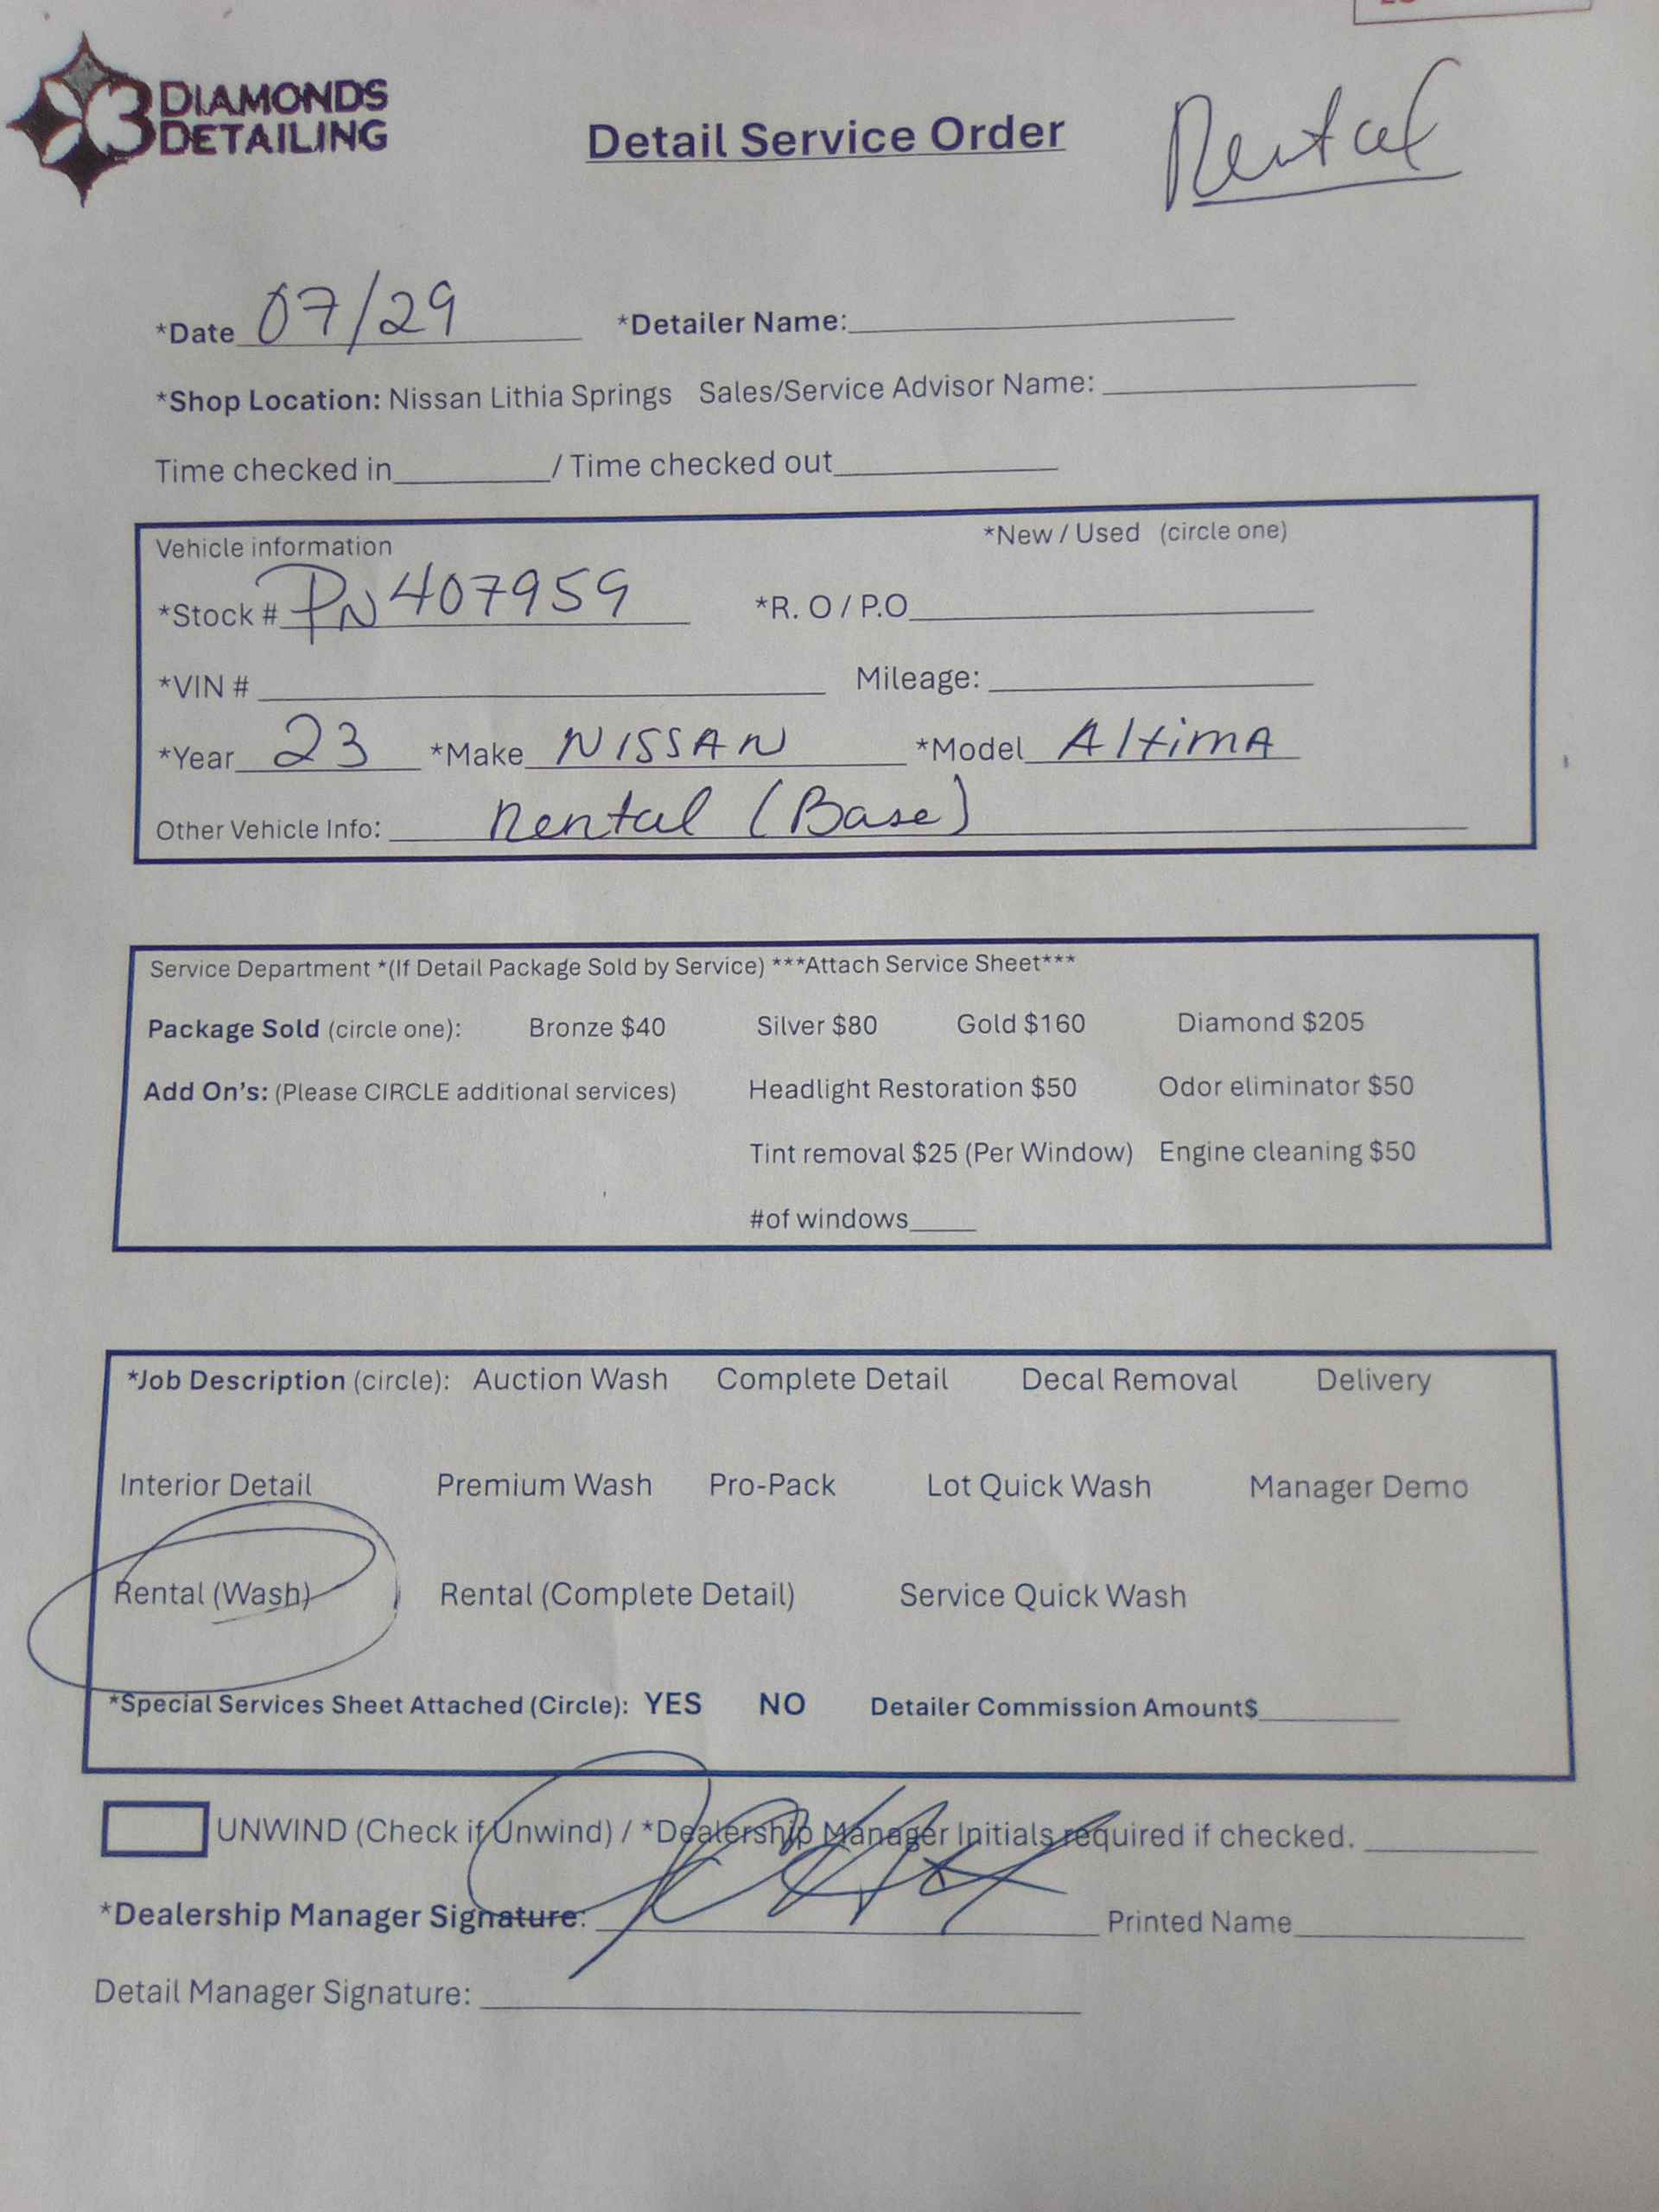 3 DIAMONDS
DETAILING
Detail Service Order
Rental
*Date 07/29 *Detailer Name:
*Shop Location: Nissan Lithia Springs Sales/Service Advisor Name:
Time checked in / Time checked out
Vehicle information *New / Used (circle one)
*Stock # PN407959 *R. O / P.O
*VIN # Mileage:
*Year 23 *Make NISSAN *Model AltimA
Other Vehicle Info: Rental (Base)
Service Department *(If Detail Package Sold by Service) ***Attach Service Sheet***
Package Sold (circle one): Bronze $40 Silver $80 Gold $160 Diamond $205
Add On's: (Please CIRCLE additional services) Headlight Restoration $50 Odor eliminator $50
Tint removal $25 (Per Window) Engine cleaning $50
#of windows
*Job Description (circle): Auction Wash Complete Detail Decal Removal Delivery
Interior Detail Premium Wash Pro-Pack Lot Quick Wash Manager Demo
Rental (Wash) Rental (Complete Detail) Service Quick Wash
*Special Services Sheet Attached (Circle): YES NO Detailer Commission Amount$
UNWIND (Check if Unwind) / *Dealership Manager Initials required if checked.
*Dealership Manager Signature: Printed Name
Detail Manager Signature: